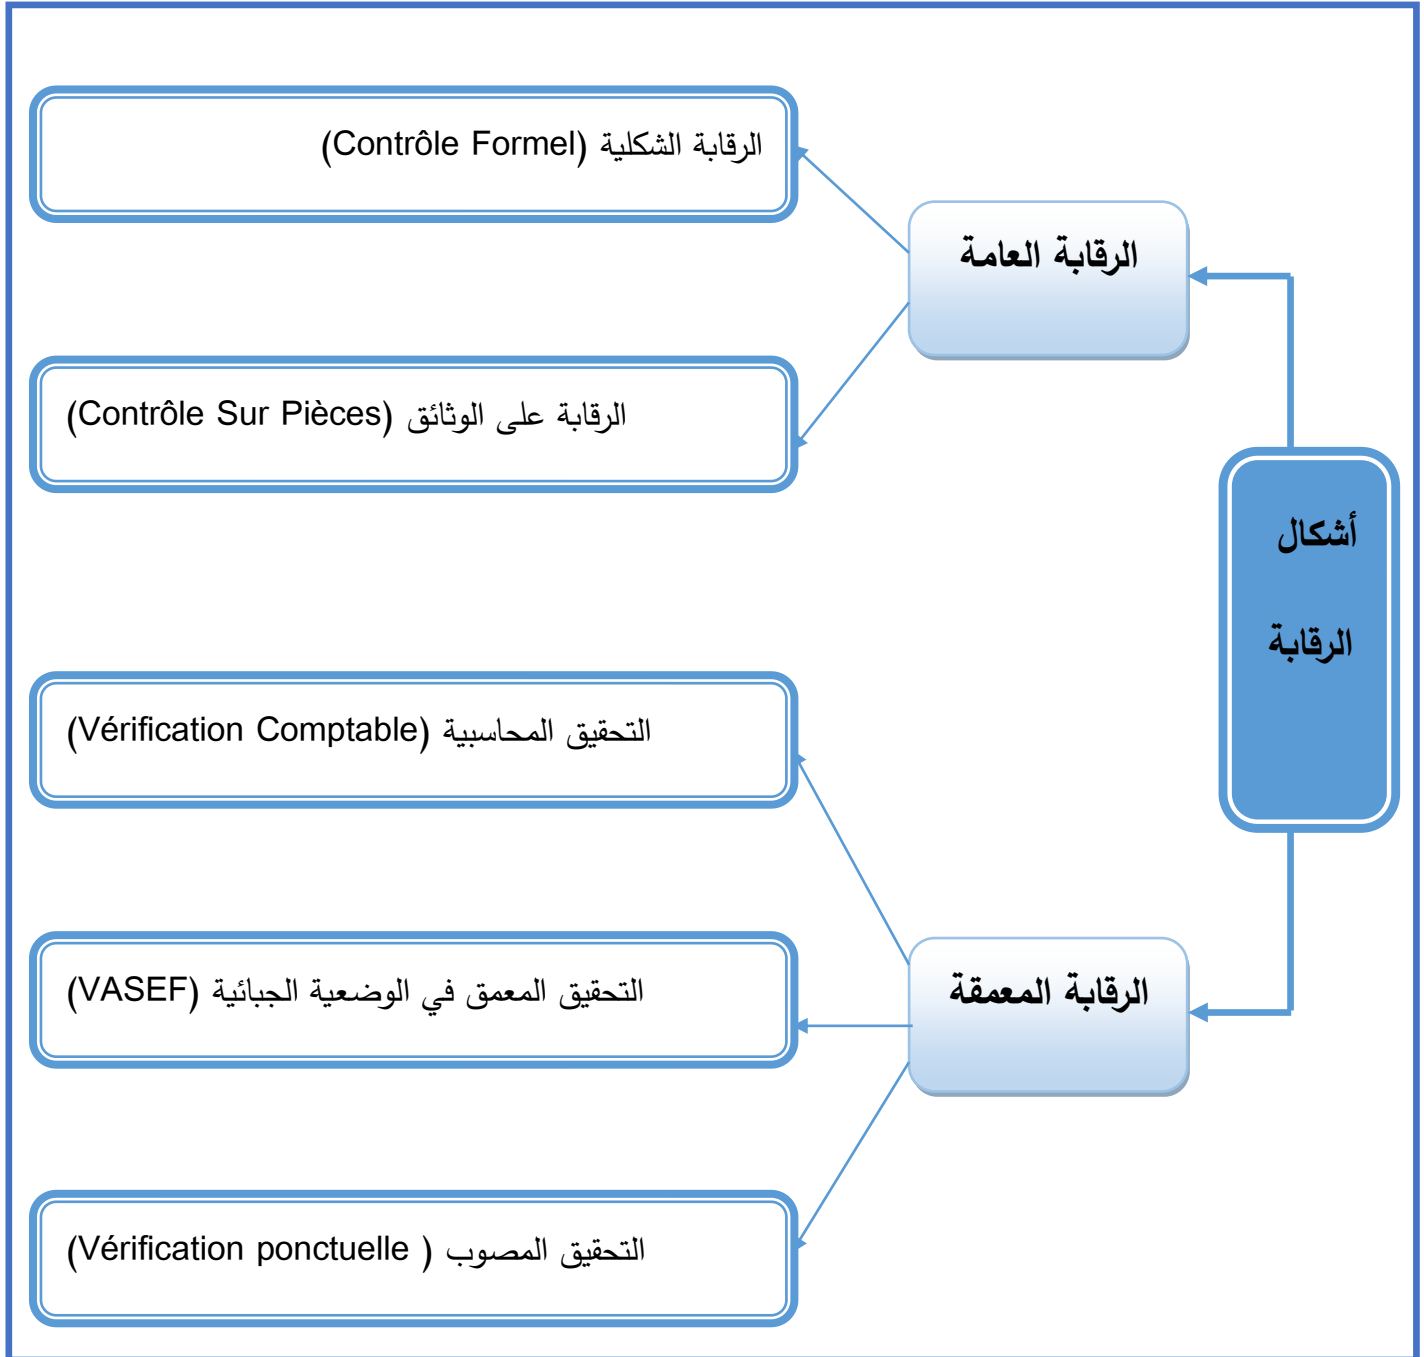 أشكال
الرقابة
الرقابة العامة
الرقابة الشكلية (Contrôle Formel)
الرقابة على الوثائق (Contrôle Sur Pièces)
الرقابة المعمقة
التحقيق المحاسبية (Vérification Comptable)
التحقيق المعمق في الوضعية الجبائية (VASEF)
التحقيق المصوب ( Vérification ponctuelle)